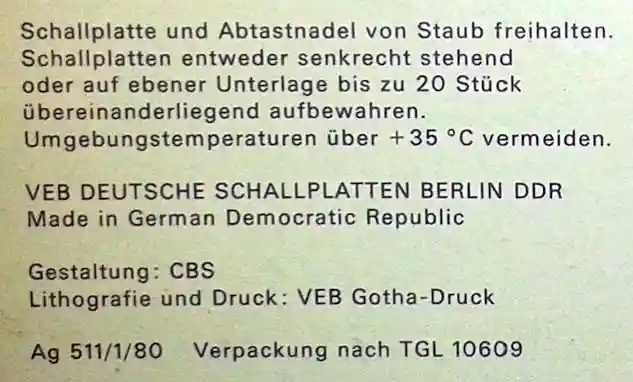 Schallplatte und Abtastnadel von Staub freihalten.
Schallplatten entweder senkrecht stehend
oder auf ebener Unterlage bis zu 20 Stück
übereinanderliegend aufbewahren.
Umgebungstemperaturen über +35 °C vermeiden.
VEB DEUTSCHE SCHALLPLATTEN BERLIN DDR
Made in German Democratic Republic
Gestaltung: CBS
Lithografie und Druck: VEB Gotha-Druck
Ag 511/1/80 Verpackung nach TGL 10609